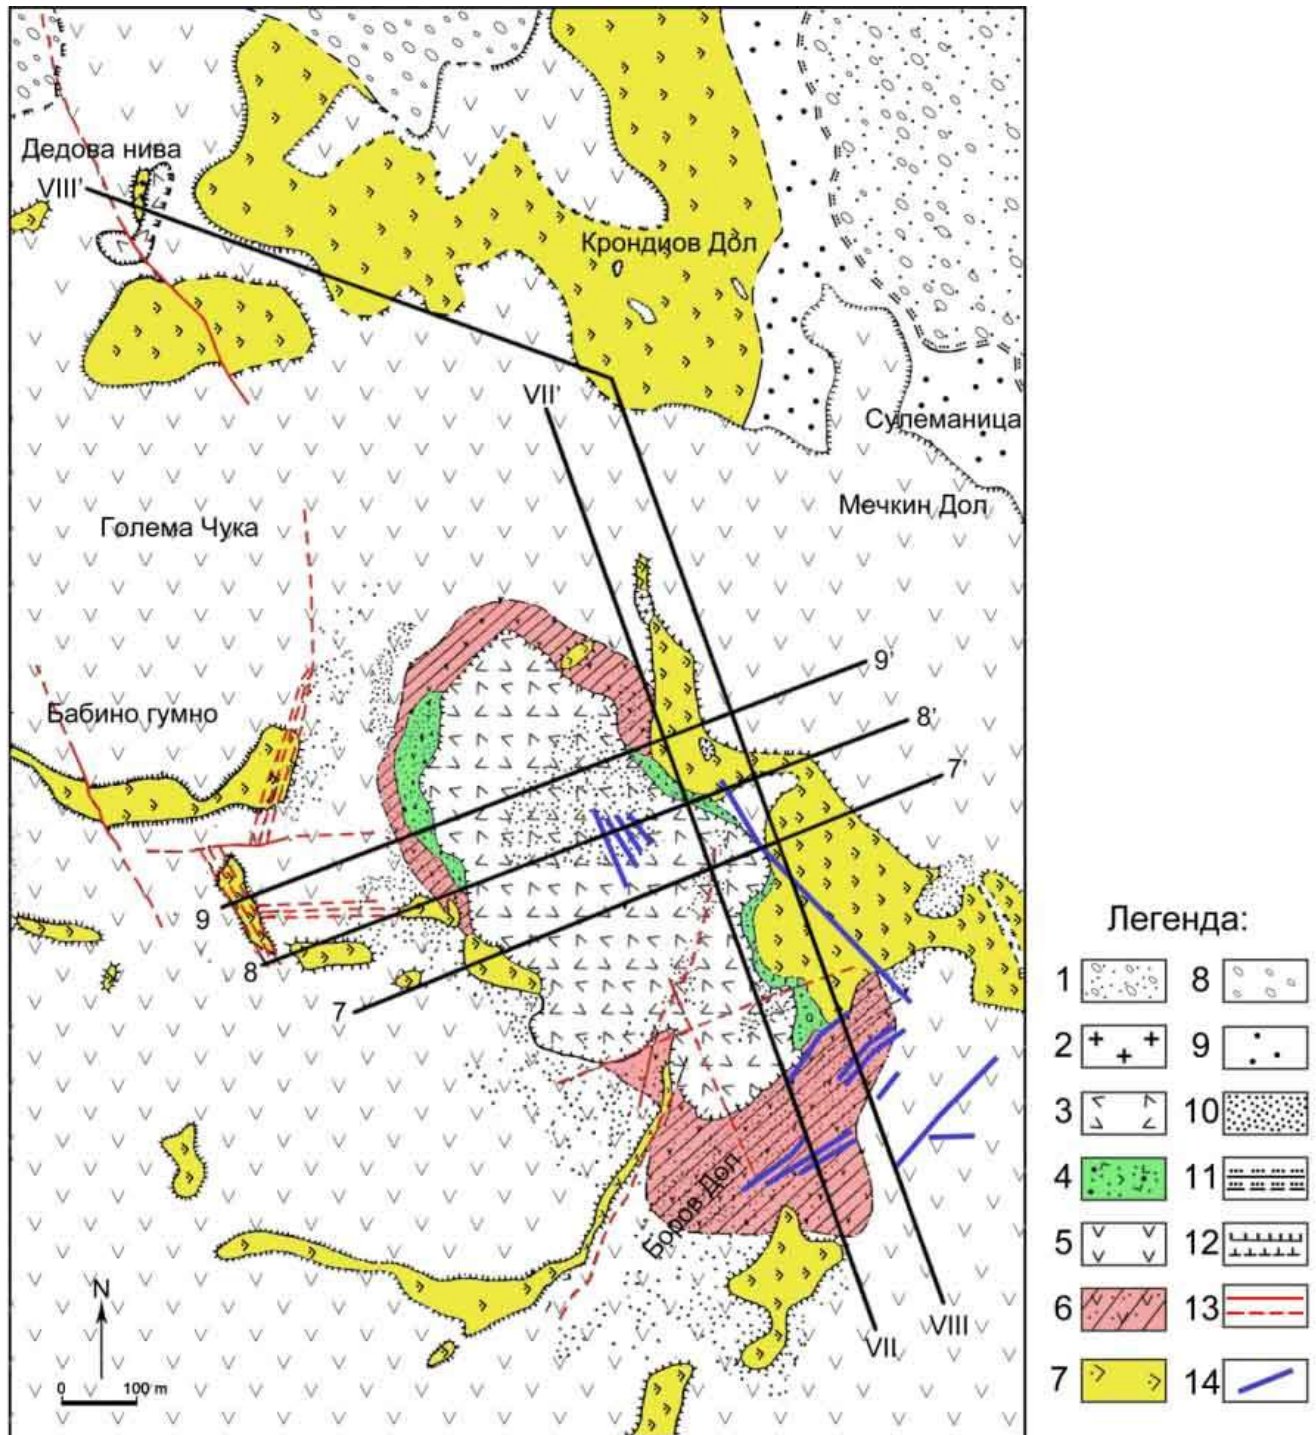 Дедова нива
VIII'
Крондиов Дол
VII'
Сулеманица
Мечкин Дол
Голема Чука
9'
Бабино гумно
8'
7'
9
8
7
Боров Дол
N
0 100 m
VII
VIII
Легенда:
1 8
2 9
3 10
4 11
5 12
6 13
7 14